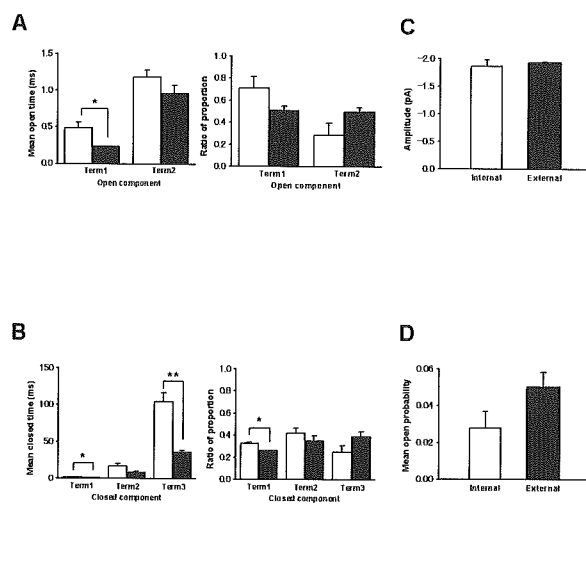 A
Mean open time (ms)
1.5
1.0
0.5
0.0
*
Term1
Term2
Open component
Ratio of proportion
1.0
0.8
0.6
0.4
0.2
0.0
Term1
Term2
Open component
C
Amplitude (pA)
−2.0
−1.5
−1.0
−0.5
0.0
Internal
External
B
Mean closed time (ms)
150
100
50
0
*
**
Term1
Term2
Term3
Closed component
Ratio of proportion
1.0
0.8
0.6
0.4
0.2
0.0
*
Term1
Term2
Term3
Closed component
D
Mean open probability
0.06
0.04
0.02
0.00
Internal
External